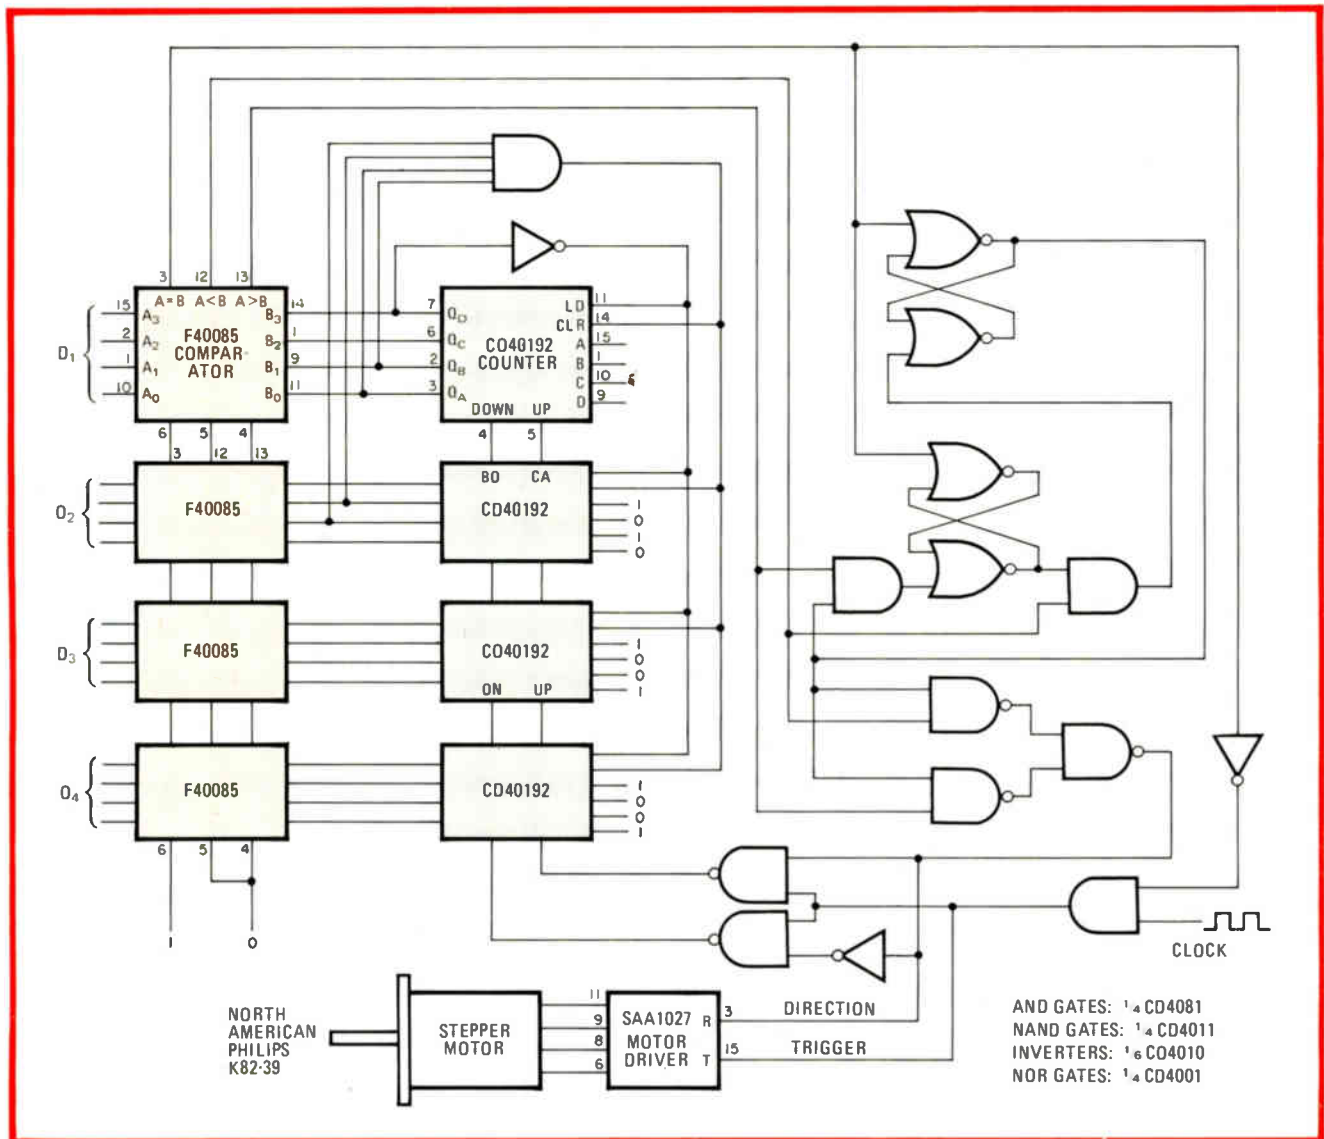 3 12 13
15 A=B A<B A>B 14
A3 B3
2 A2 F40085 B2 1
D1 1 A1 COMPAR- B1 9
10 A0 ATOR B0 11
6 5 4
7 QD LD 11
CLR 14
6 QC CO40192 A 15
2 QB COUNTER B 1
C 10
3 QA D 9
DOWN UP
4 5
3 12 13
O2 F40085
BO CA
CD40192
1
0
1
0
D3 F40085
CO40192
ON UP
1
0
0
1
O4 F40085
CD40192
1
0
0
1
6 5 4
1 0
CLOCK
NORTH
AMERICAN
PHILIPS
K82-39
STEPPER
MOTOR
11
9
8
6
SAA1027 R
MOTOR
DRIVER T
3 DIRECTION
15 TRIGGER
AND GATES: 1/4 CD4081
NAND GATES: 1/4 CD4011
INVERTERS: 1/6 CO4010
NOR GATES: 1/4 CD4001